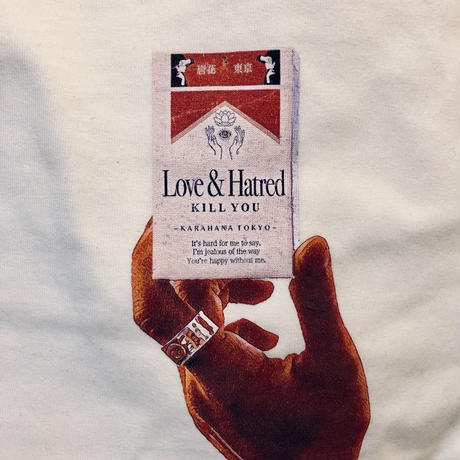 唐花 東京
Love & Hatred
KILL YOU
-KARAHANA TOKYO-
It's hard for me to say,
I'm jealous of the way
You're happy without me.